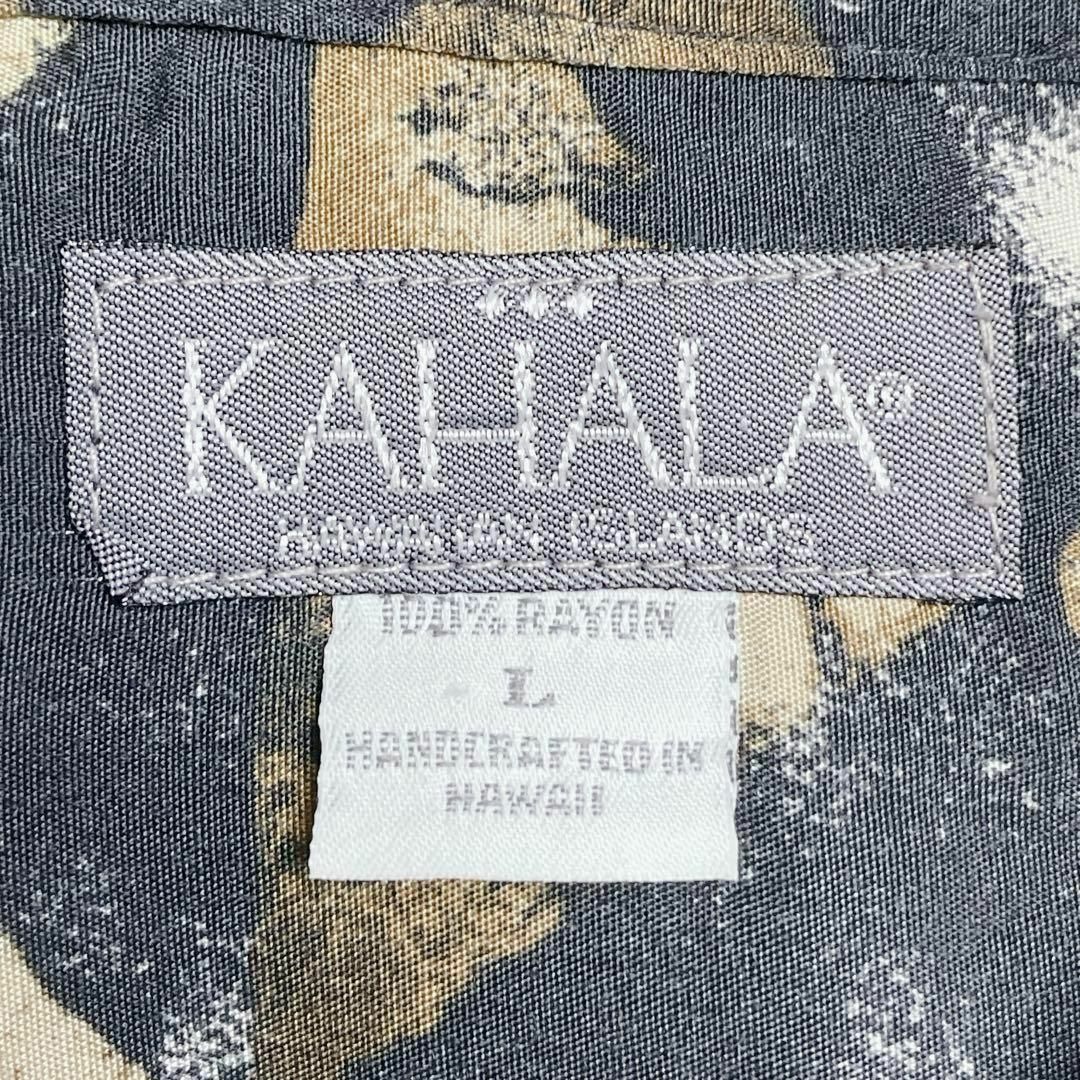 KAHALA®
HAWAIIAN ISLANDS
100% RAYON
L
HANDCRAFTED IN
HAWAII